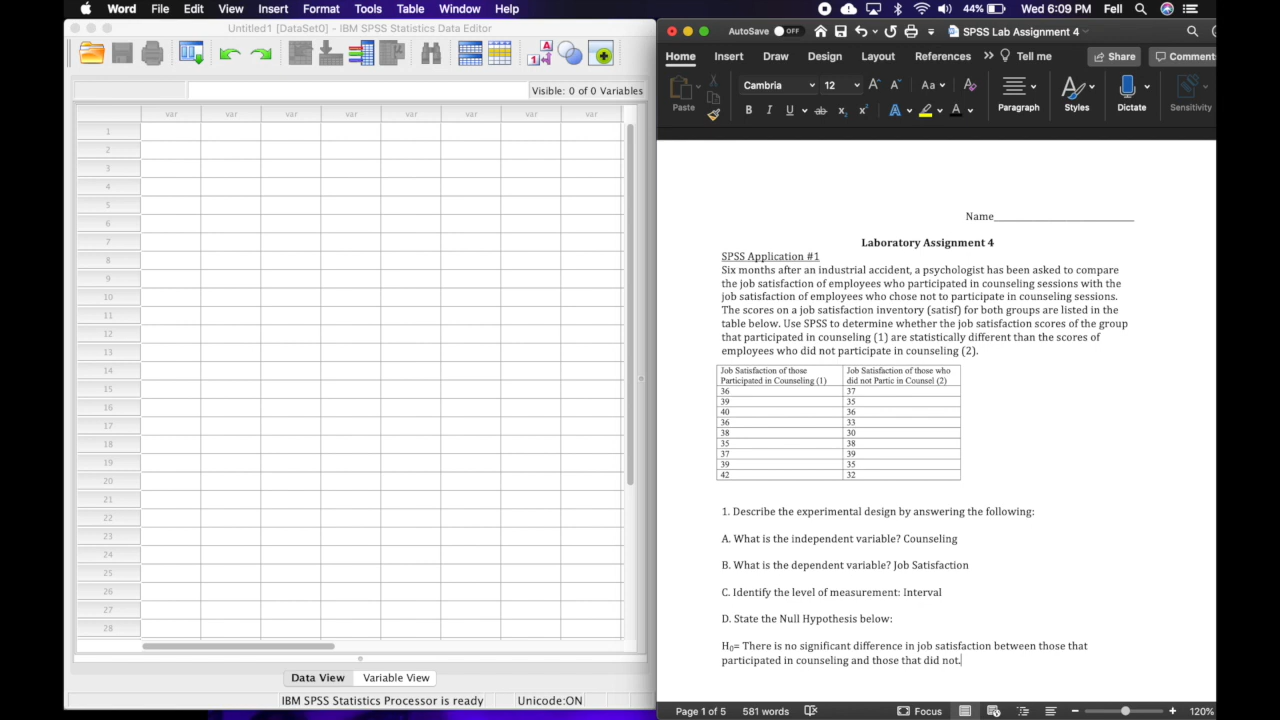 Word File Edit View Insert Format Tools Table Window Help 44% Wed 6:09 PM Fell
Untitled1 [DataSet0] - IBM SPSS Statistics Data Editor
Visible: 0 of 0 Variables
var var var var var var var var
1
2
3
4
5
6
7
8
9
10
11
12
13
14
15
16
17
18
19
20
21
22
23
24
25
26
27
28
Data View Variable View
IBM SPSS Statistics Processor is ready Unicode:ON
AutoSave OFF SPSS Lab Assignment 4
Home Insert Draw Design Layout References Tell me Share Comments
Paste Cambria 12 Aa Paragraph Styles Dictate Sensitivity
B I U ab x2 x2 A A
Name
Laboratory Assignment 4
SPSS Application #1
Six months after an industrial accident, a psychologist has been asked to compare
the job satisfaction of employees who participated in counseling sessions with the
job satisfaction of employees who chose not to participate in counseling sessions.
The scores on a job satisfaction inventory (satisf) for both groups are listed in the
table below. Use SPSS to determine whether the job satisfaction scores of the group
that participated in counseling (1) are statistically different than the scores of
employees who did not participate in counseling (2).
Job Satisfaction of those Job Satisfaction of those who
Participated in Counseling (1) did not Partic in Counsel (2)
36 37
39 35
40 36
36 33
38 30
35 38
37 39
39 35
42 32
1. Describe the experimental design by answering the following:
A. What is the independent variable? Counseling
B. What is the dependent variable? Job Satisfaction
C. Identify the level of measurement: Interval
D. State the Null Hypothesis below:
H0= There is no significant difference in job satisfaction between those that
participated in counseling and those that did not.
Page 1 of 5 581 words Focus 120%